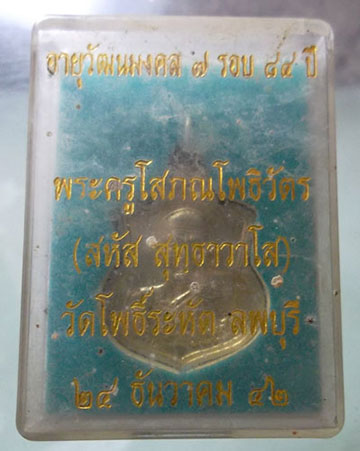 อายุวัฒนมงคล ๗ รอบ ๘๔ ปี
พระครูโสภณโพธิวัตร
(สหัส สุทฺธาวาโส)
วัดโพธิ์ระหัต ลพบุรี
๒๔ ธันวาคม ๔๒